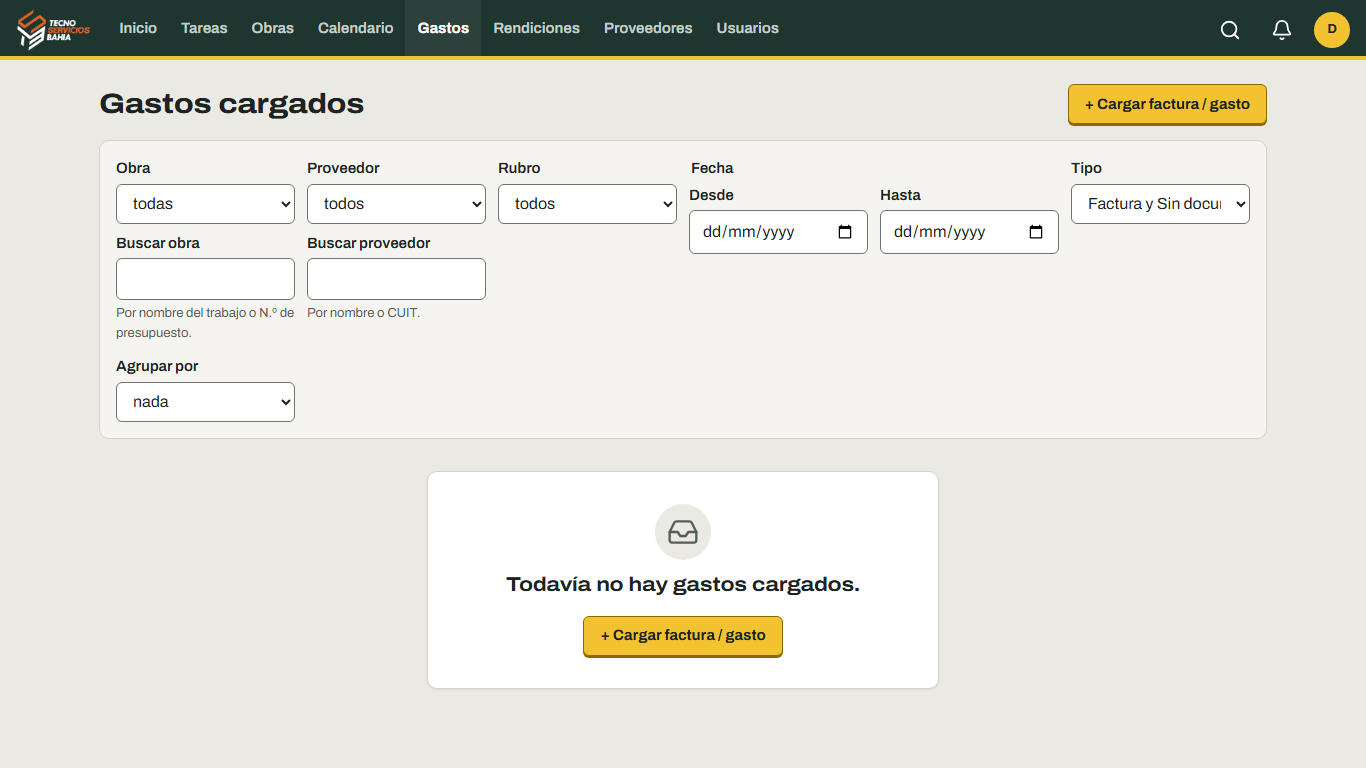 TECNO
SERVICIOS
BAHIA
Inicio
Tareas
Obras
Calendario
Gastos
Rendiciones
Proveedores
Usuarios
D
Gastos cargados
+ Cargar factura / gasto
Obra
todas
Buscar obra
Por nombre del trabajo o N.º de
presupuesto.
Proveedor
todos
Buscar proveedor
Por nombre o CUIT.
Rubro
todos
Fecha
Desde
dd/mm/yyyy
Hasta
dd/mm/yyyy
Tipo
Factura y Sin docu
Agrupar por
nada
Todavía no hay gastos cargados.
+ Cargar factura / gasto